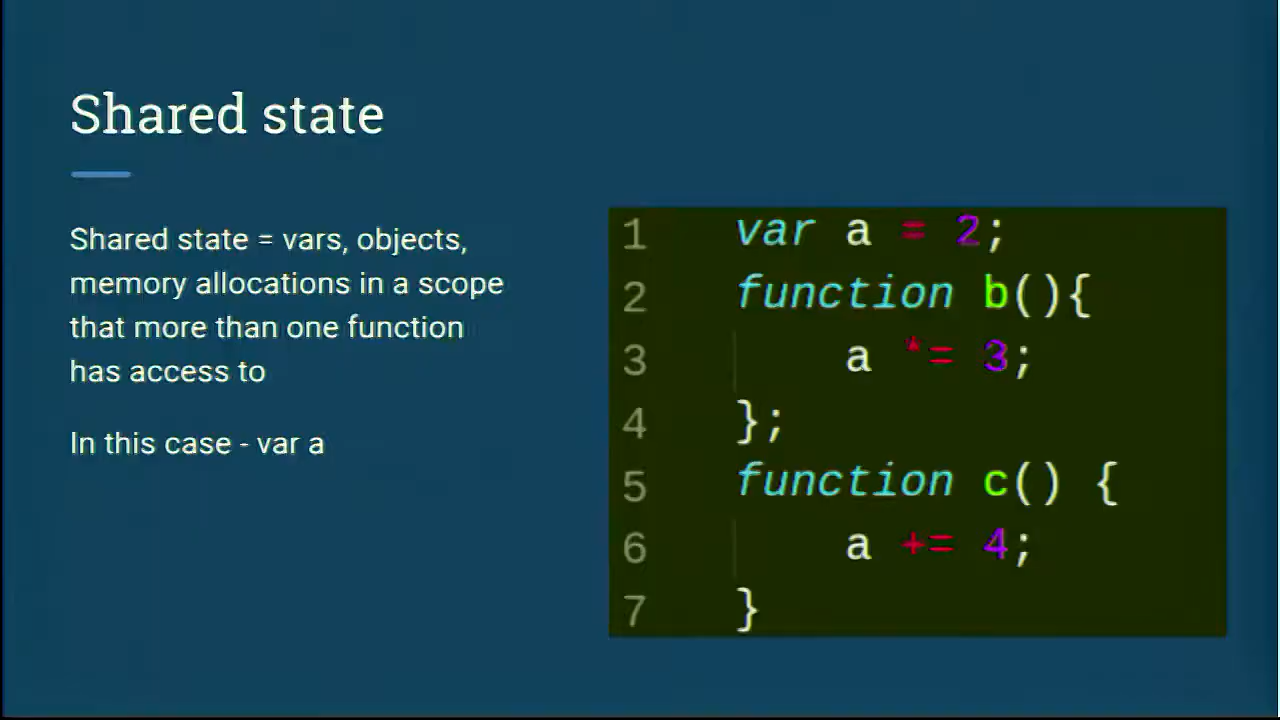 Shared state
Shared state = vars, objects,
memory allocations in a scope
that more than one function
has access to
In this case - var a
1 var a = 2;
2 function b(){
3 a *= 3;
4 };
5 function c() {
6 a += 4;
7 }